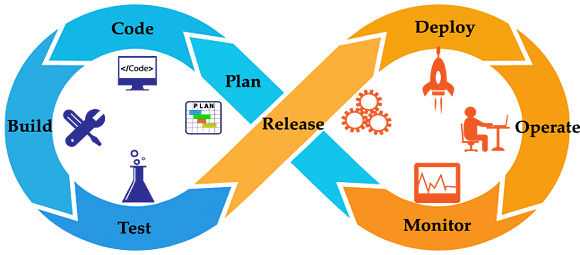 Code
</Code>
Plan
PLAN
Build
Test
Release
Deploy
Operate
Monitor